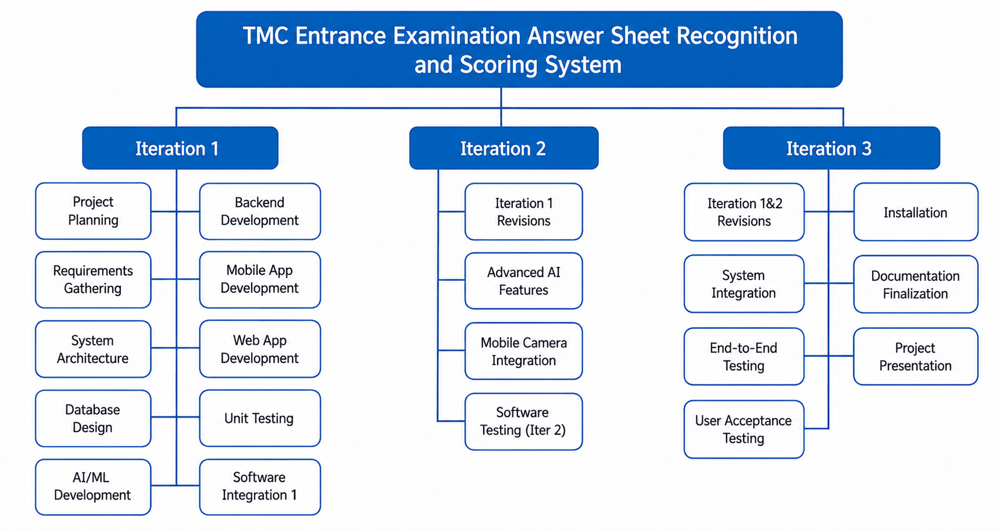 TMC Entrance Examination Answer Sheet Recognition
and Scoring System
Iteration 1
Iteration 2
Iteration 3
Project
Planning
Backend
Development
Requirements
Gathering
Mobile App
Development
System
Architecture
Web App
Development
Database
Design
Unit Testing
AI/ML
Development
Software
Integration 1
Iteration 1
Revisions
Advanced AI
Features
Mobile Camera
Integration
Software
Testing (Iter 2)
Iteration 1&2
Revisions
Installation
System
Integration
Documentation
Finalization
End-to-End
Testing
Project
Presentation
User Acceptance
Testing